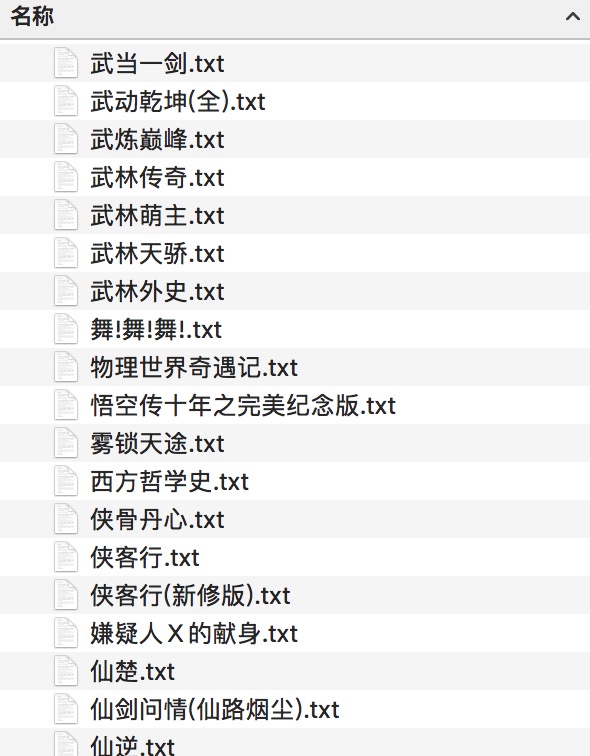 名称
武当一剑.txt
武动乾坤(全).txt
武炼巅峰.txt
武林传奇.txt
武林萌主.txt
武林天骄.txt
武林外史.txt
舞!舞!舞!.txt
物理世界奇遇记.txt
悟空传十年之完美纪念版.txt
雾锁天途.txt
西方哲学史.txt
侠骨丹心.txt
侠客行.txt
侠客行(新修版).txt
嫌疑人X的献身.txt
仙楚.txt
仙剑问情(仙路烟尘).txt
仙逆.txt